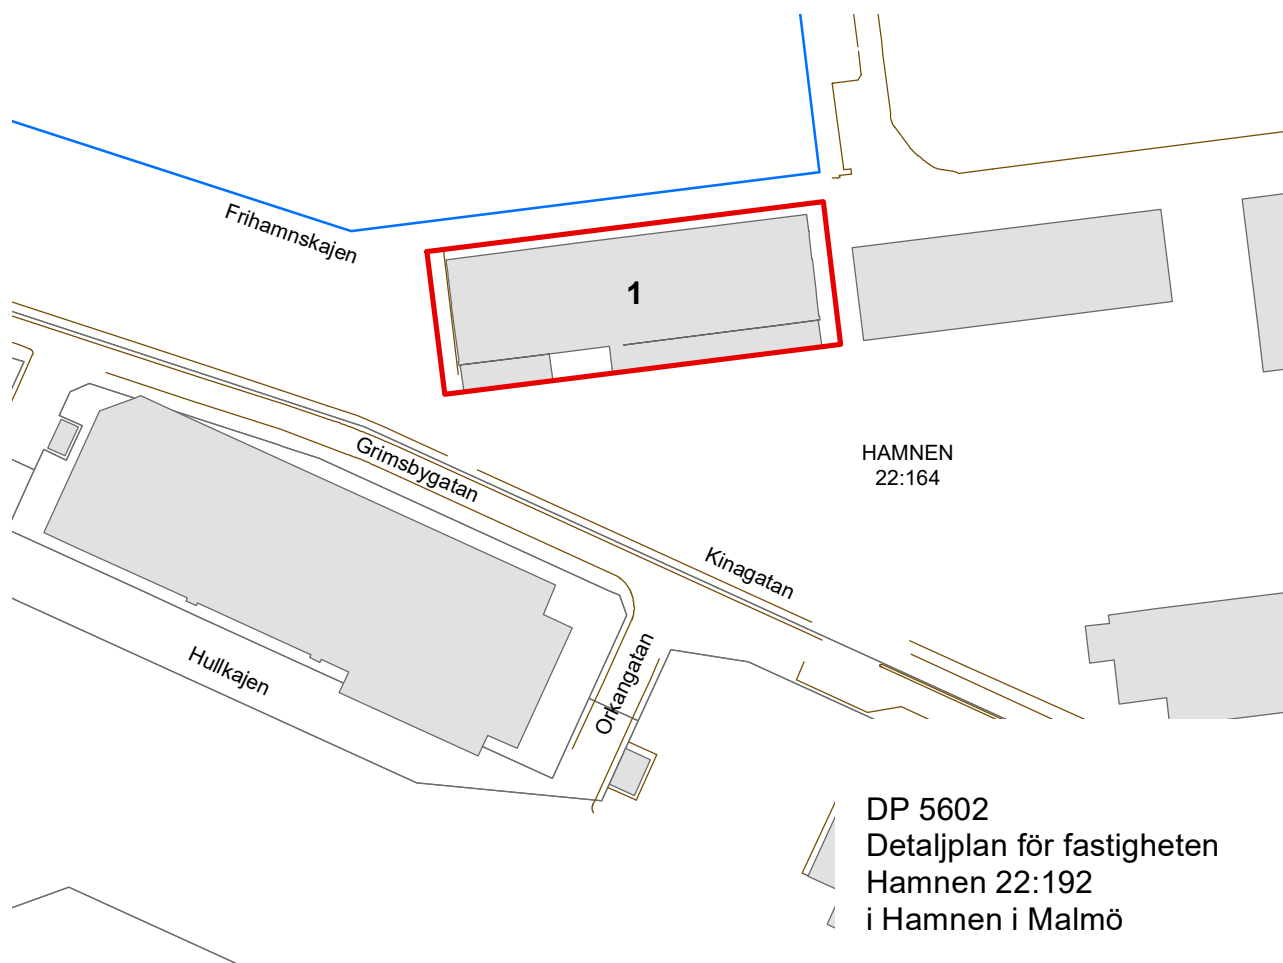 Frihamnskajen
1
Grimsbygatan
HAMNEN
22:164
Kinagatan
Hullkajen
Orkangatan
DP 5602
Detaljplan för fastigheten
Hamnen 22:192
i Hamnen i Malmö